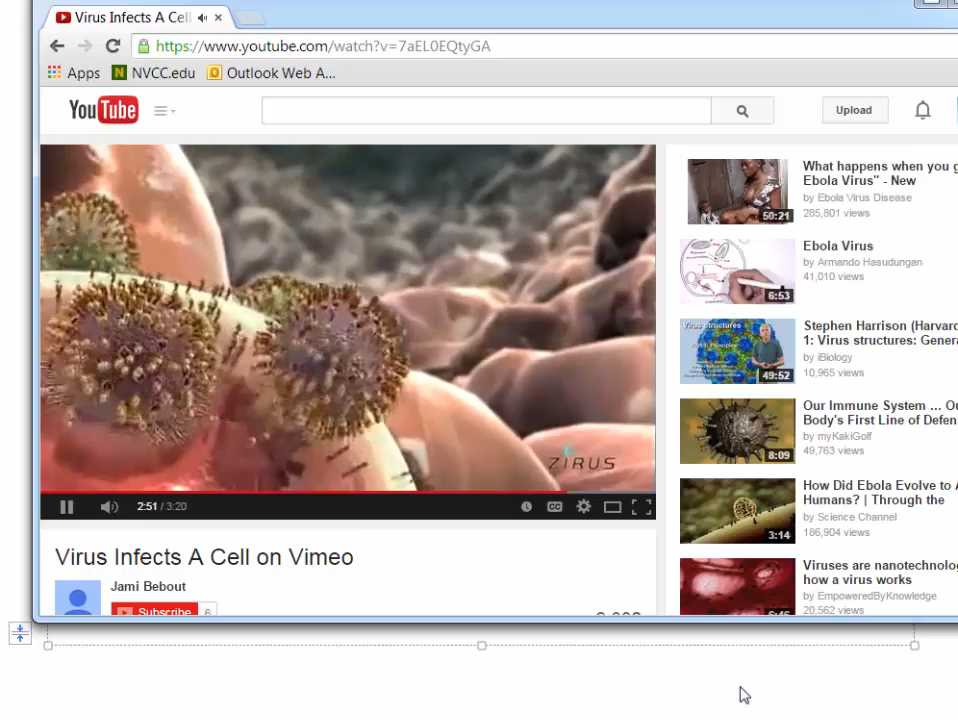 Virus Infects A Cell
https://www.youtube.com/watch?v=7aEL0EQtyGA
Apps NVCC.edu Outlook Web A...
YouTube
Upload
ZIRUS
2:51 / 3:20
Virus Infects A Cell on Vimeo
Jami Bebout
Subscribe 6
50:21
What happens when you
Ebola Virus" - New
by Ebola Virus Disease
285,801 views
6:53
Ebola Virus
by Armando Hasudungan
41,010 views
Virus Structures
49:52
Stephen Harrison (Harvard
1: Virus structures: General
by iBiology
10,965 views
8:09
Our Immune System ...
Body's First Line of Defen
by myKakiGolf
49,763 views
3:14
How Did Ebola Evolve to
Humans? | Through the
by Science Channel
186,904 views
Viruses are nanotechnolo
how a virus works
by EmpoweredByKnowledge
20,562 views